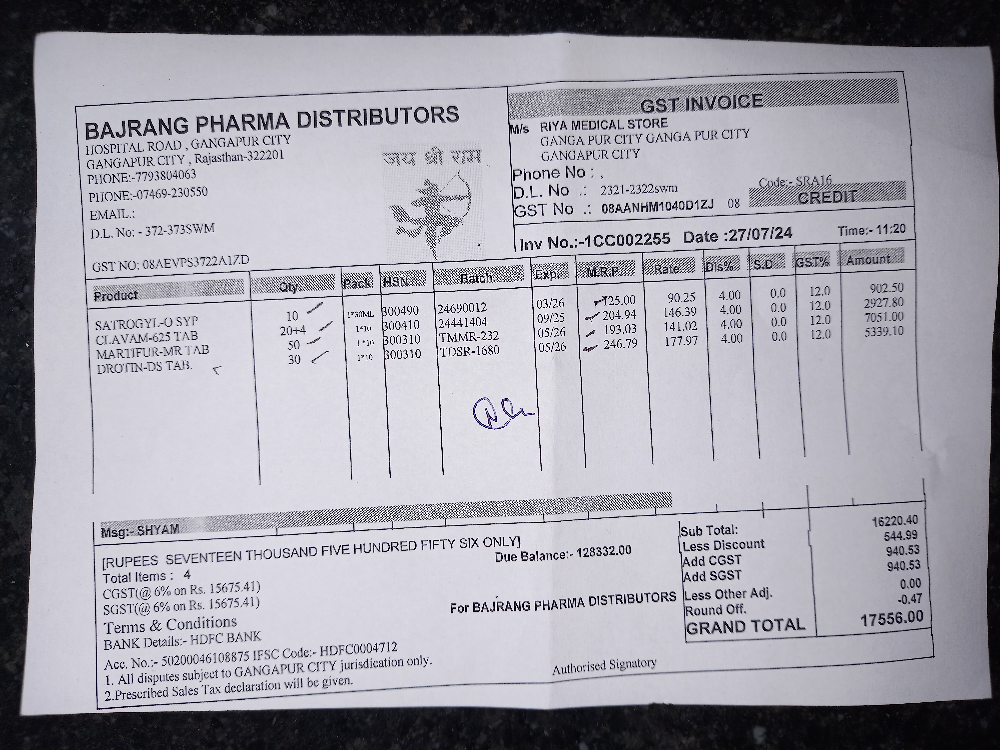 BAJRANG PHARMA DISTRIBUTORS
HOSPITAL ROAD , GANGAPUR CITY
GANGAPUR CITY , Rajasthan-322201
PHONE:-7793804063
PHONE:-07469-230550
EMAIL.:
D.L. No: - 372-373SWM
GST NO: 08AEVPS3722A1ZD
जय श्री राम
GST INVOICE
M/s RIYA MEDICAL STORE
GANGA PUR CITY GANGA PUR CITY
GANGAPUR CITY
Phone No : ,
Code:- SRA16
D.L. No .: 2321-2322swm
CREDIT
GST No .: 08AANHM1040D1ZJ 08
Inv No.:-1CC002255 Date :27/07/24 Time:- 11:20
Product Qty Pack HSN Batch Exp. M.R.P. Rate Dis% S.D. GST% Amount
SATROGYL-O SYP 10 1*30ML 300490 24690012 03/26 125.00 90.25 4.00 0.0 12.0 902.50
CLAVAM-625 TAB 20+4 1*10 300410 24441404 09/25 204.94 146.39 4.00 0.0 12.0 2927.80
MARTIFUR-MR TAB 50 1*10 300310 TMMR-232 05/26 193.03 141.02 4.00 0.0 12.0 7051.00
DROTIN-DS TAB. 30 1*10 300310 TDSR-1680 05/26 246.79 177.97 4.00 0.0 12.0 5339.10
Msg:- SHYAM
[RUPEES SEVENTEEN THOUSAND FIVE HUNDRED FIFTY SIX ONLY]
Total Items : 4
Due Balance:- 128332.00
CGST(@ 6% on Rs. 15675.41)
SGST(@ 6% on Rs. 15675.41)
Terms & Conditions
BANK Details:- HDFC BANK
Acc. No.:- 50200046108875 IFSC Code:- HDFC0004712
1. All disputes subject to GANGAPUR CITY jurisdication only.
2.Prescribed Sales Tax declaration will be given.
For BAJRANG PHARMA DISTRIBUTORS
Authorised Signatory
Sub Total: 16220.40
Less Discount 544.99
Add CGST 940.53
Add SGST 940.53
Less Other Adj. 0.00
Round Off. -0.47
GRAND TOTAL 17556.00